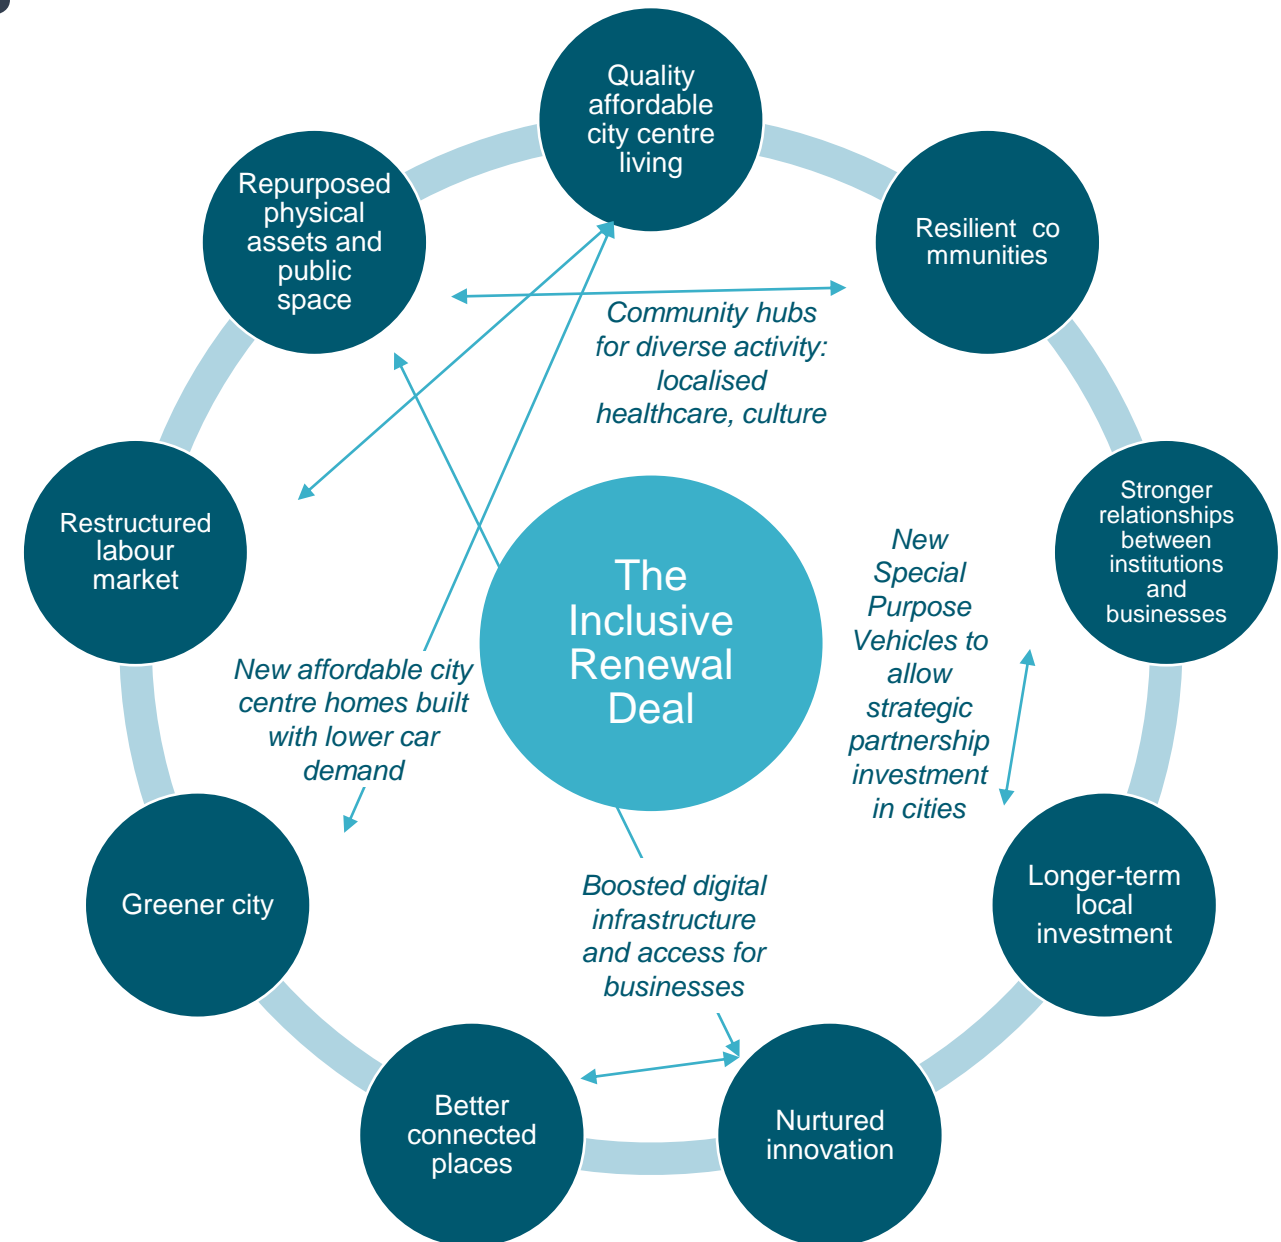 Quality
affordable
city centre
living
Repurposed
physical
assets and
public
space
Resilient co
mmunities
Community hubs
for diverse activity:
localised
healthcare, culture
Restructured
labour
market
Stronger
relationships
between
institutions
and
businesses
The
Inclusive
Renewal
Deal
New
Special
Purpose
Vehicles to
allow
strategic
partnership
investment
in cities
New affordable city
centre homes built
with lower car
demand
Greener city
Longer-term
local
investment
Boosted digital
infrastructure
and access for
businesses
Better
connected
places
Nurtured
innovation